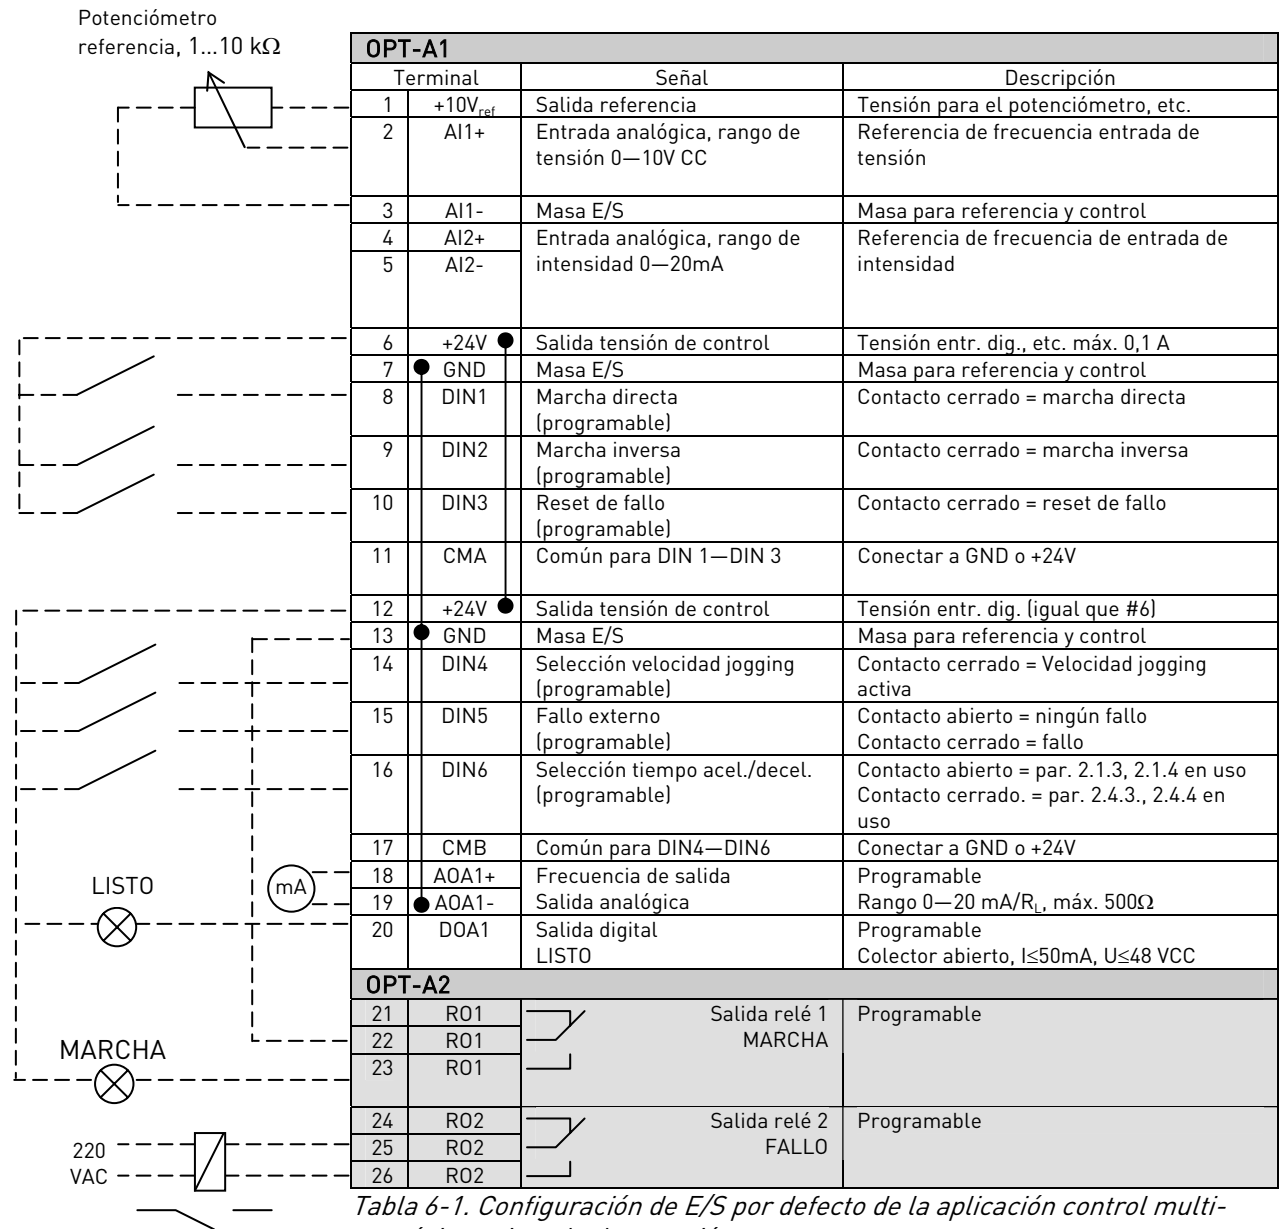 Potenciómetro
referencia, 1...10 kΩ
OPT-A1
Terminal Señal Descripción
1 +10Vref Salida referencia Tensión para el potenciómetro, etc.
2 AI1+ Entrada analógica, rango de Referencia de frecuencia entrada de
tensión 0—10V CC tensión
3 AI1- Masa E/S Masa para referencia y control
4 AI2+ Entrada analógica, rango de Referencia de frecuencia de entrada de
5 AI2- intensidad 0—20mA intensidad
6 +24V Salida tensión de control Tensión entr. dig., etc. máx. 0,1 A
7 GND Masa E/S Masa para referencia y control
8 DIN1 Marcha directa Contacto cerrado = marcha directa
(programable)
9 DIN2 Marcha inversa Contacto cerrado = marcha inversa
(programable)
10 DIN3 Reset de fallo Contacto cerrado = reset de fallo
(programable)
11 CMA Común para DIN 1—DIN 3 Conectar a GND o +24V
12 +24V Salida tensión de control Tensión entr. dig. (igual que #6)
13 GND Masa E/S Masa para referencia y control
14 DIN4 Selección velocidad jogging Contacto cerrado = Velocidad jogging
(programable) activa
15 DIN5 Fallo externo Contacto abierto = ningún fallo
(programable) Contacto cerrado = fallo
16 DIN6 Selección tiempo acel./decel. Contacto abierto = par. 2.1.3, 2.1.4 en uso
(programable) Contacto cerrado. = par. 2.4.3., 2.4.4 en
uso
17 CMB Común para DIN4—DIN6 Conectar a GND o +24V
LISTO mA 18 AOA1+ Frecuencia de salida Programable
19 AOA1- Salida analógica Rango 0—20 mA/RL, máx. 500Ω
20 DOA1 Salida digital Programable
LISTO Colector abierto, I≤50mA, U≤48 VCC
OPT-A2
21 RO1 Salida relé 1 Programable
22 RO1 MARCHA
MARCHA
23 RO1
24 RO2 Salida relé 2 Programable
220 25 RO2 FALLO
VAC 26 RO2
Tabla 6-1. Configuración de E/S por defecto de la aplicación control multi-